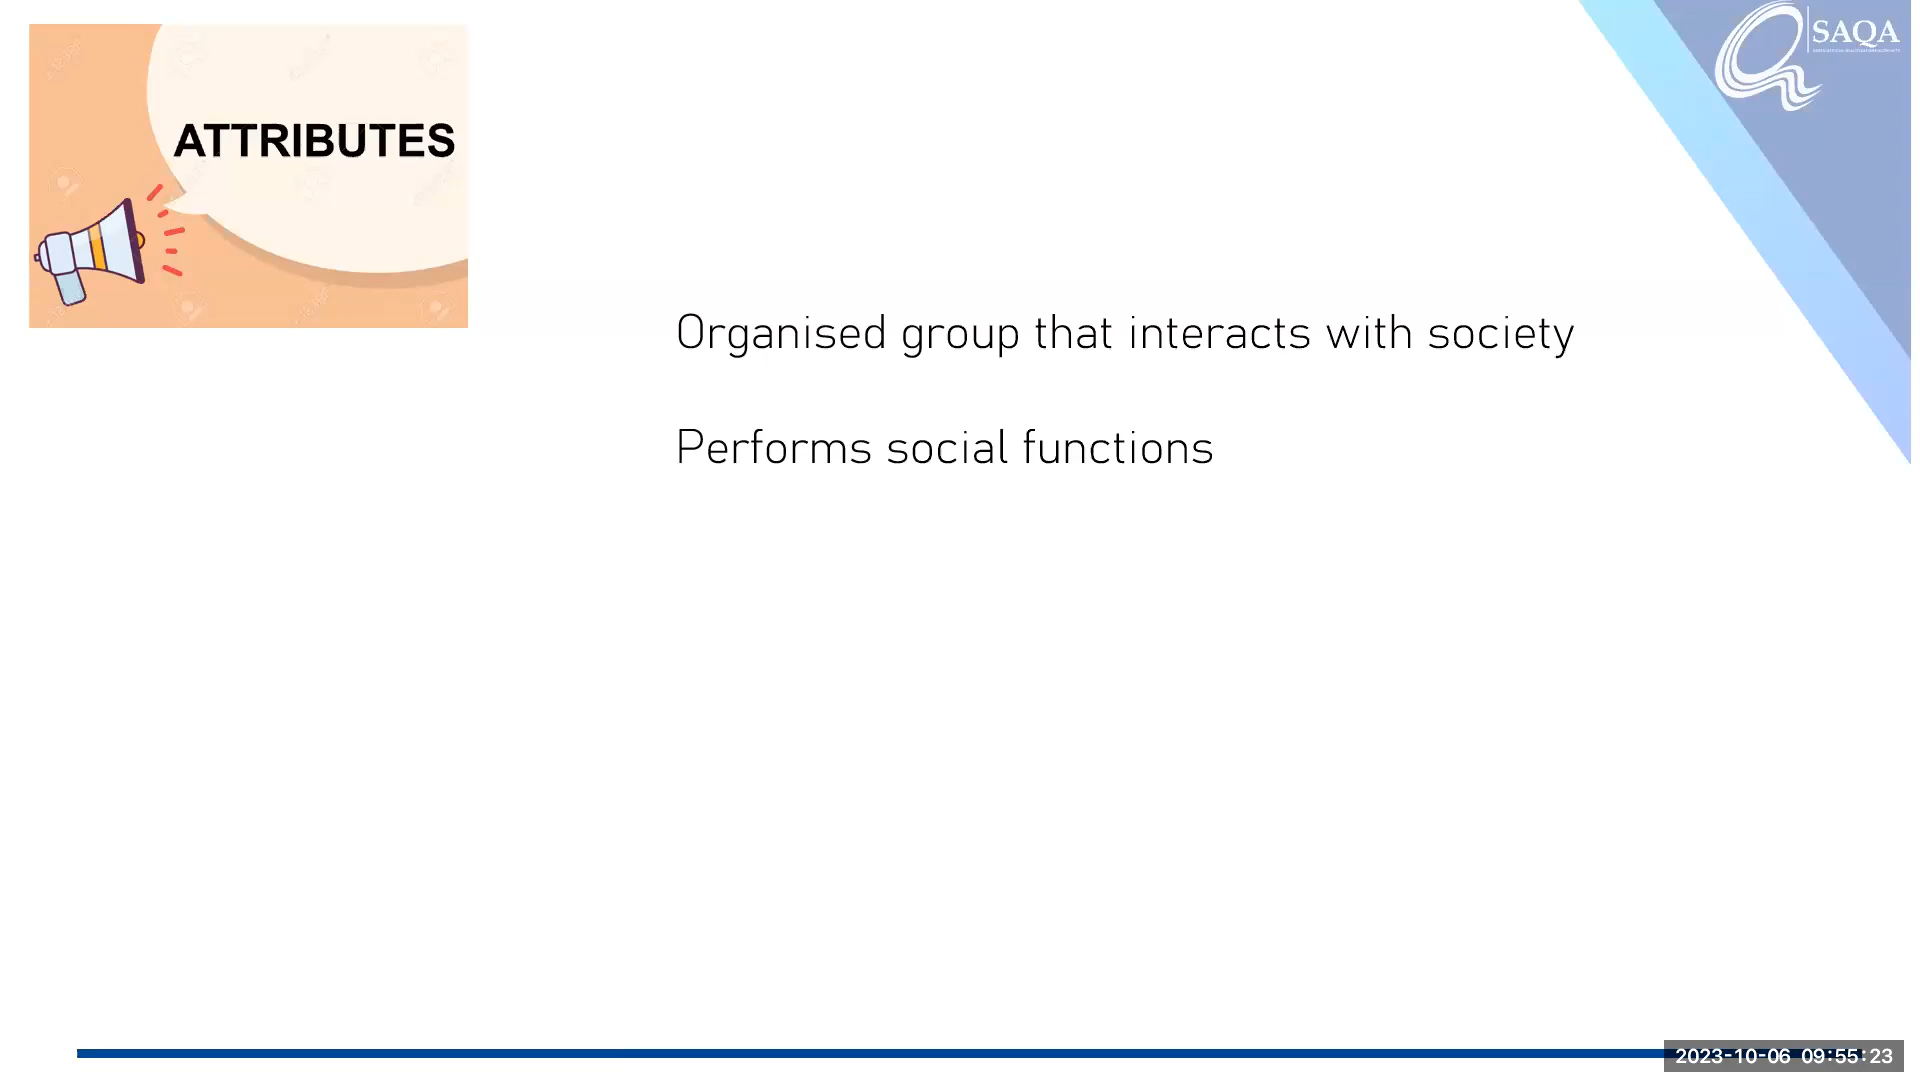 ATTRIBUTES
SAQA
Organised group that interacts with society
Performs social functions
2023-10-06 09:55:23